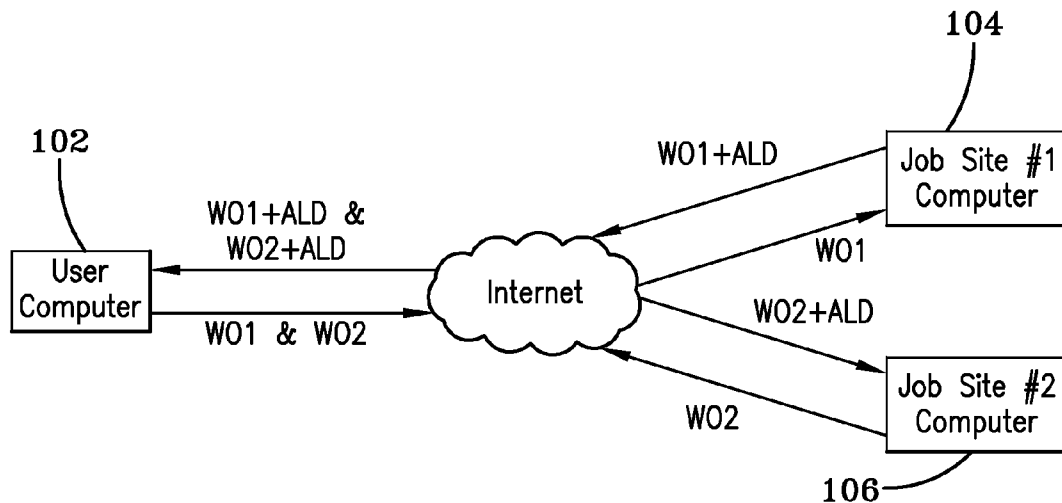 104
102
WO1+ALD
Job Site #1
Computer
WO1+ALD &
WO2+ALD
WO1
User
Computer
Internet
WO2+ALD
WO1 & WO2
Job Site #2
Computer
WO2
106